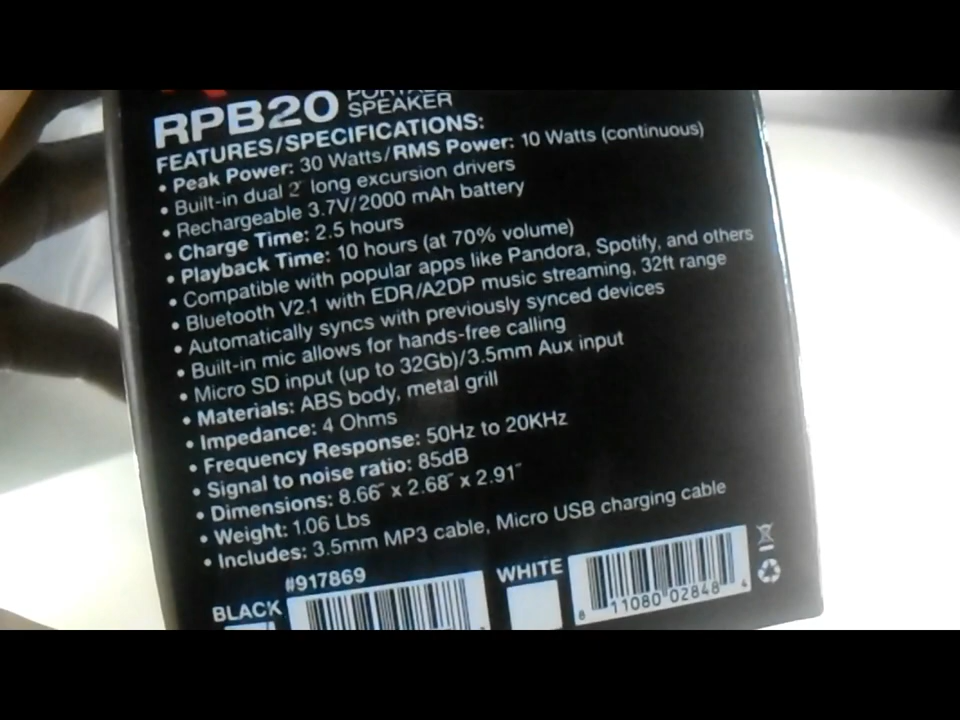 RPB20
SPEAKER
FEATURES/SPECIFICATIONS:
• Peak Power: 30 Watts/RMS Power: 10 Watts (continuous)
• Built-in dual 2" long excursion drivers
• Rechargeable 3.7V/2000 mAh battery
• Charge Time: 2.5 hours
• Playback Time: 10 hours (at 70% volume)
• Compatible with popular apps like Pandora, Spotify, and others
• Bluetooth V2.1 with EDR/A2DP music streaming, 32ft range
• Automatically syncs with previously synced devices
• Built-in mic allows for hands-free calling
• Micro SD input (up to 32Gb)/3.5mm Aux input
• Materials: ABS body, metal grill
• Impedance: 4 Ohms
• Frequency Response: 50Hz to 20KHz
• Signal to noise ratio: 85dB
• Dimensions: 8.66" x 2.68" x 2.91"
• Weight: 1.06 Lbs
• Includes: 3.5mm MP3 cable, Micro USB charging cable
#917869
BLACK
WHITE
8 11080 02848 4